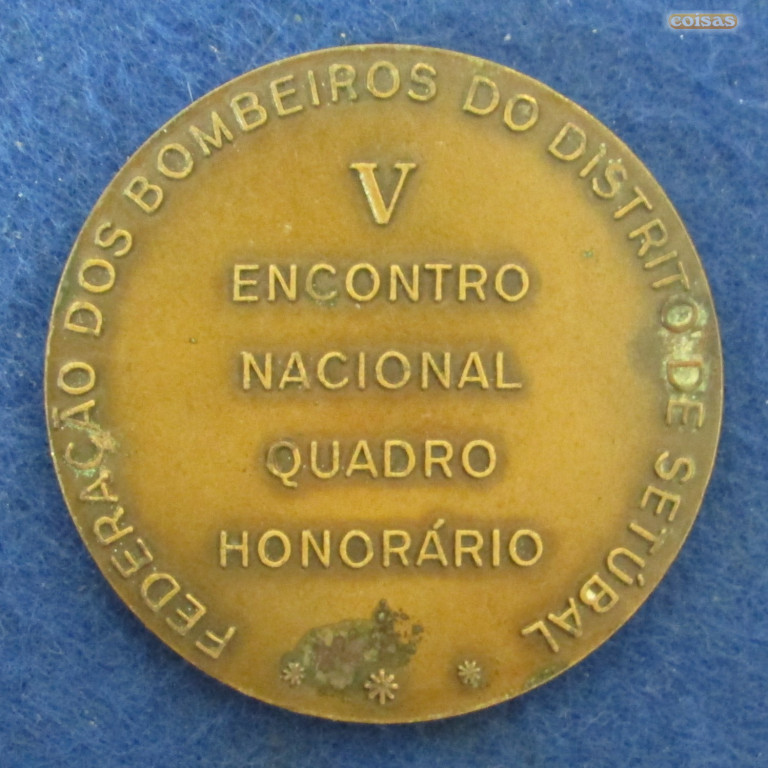 coisas
FEDERAÇÃO DOS BOMBEIROS DO DISTRITO DE SETÚBAL
V
ENCONTRO
NACIONAL
QUADRO
HONORÁRIO